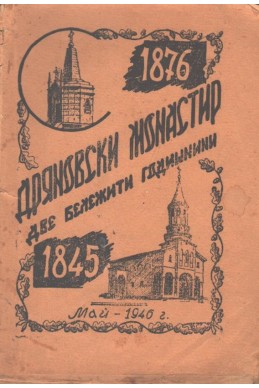 1876
ДРЯНОВСКИ МОНАСТИР
ДВЕ БЕЛЕЖИТИ ГОДИШНИНИ
1845
Май – 1946 г.